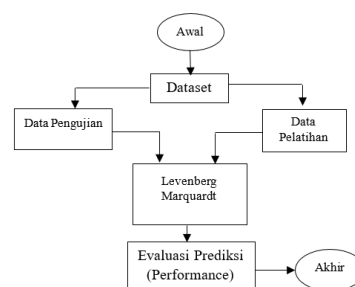 Awal
Dataset
Data Pengujian
Data
Pelatihan
Levenberg
Marquardt
Evaluasi Prediksi
(Performance)
Akhir